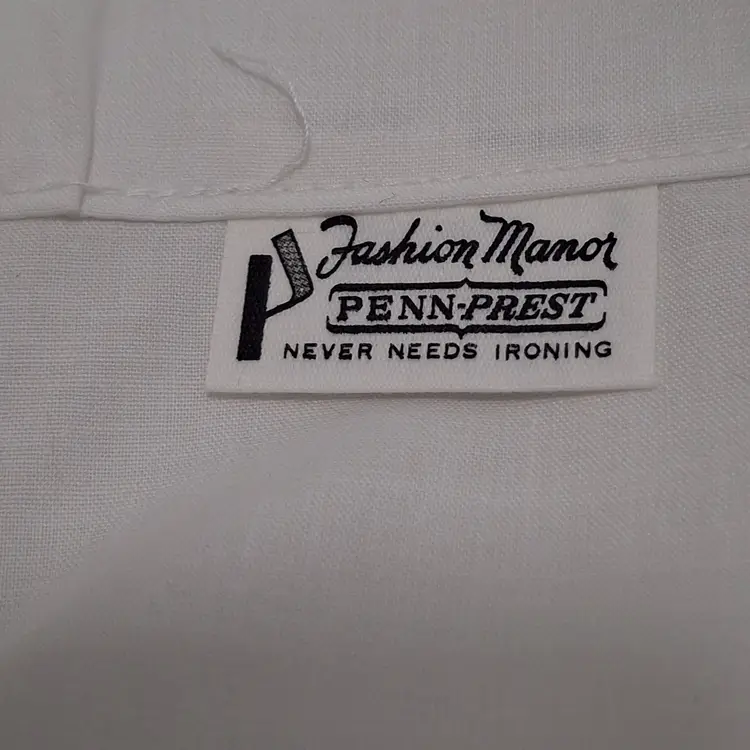 Fashion Manor
PENN-PREST
NEVER NEEDS IRONING